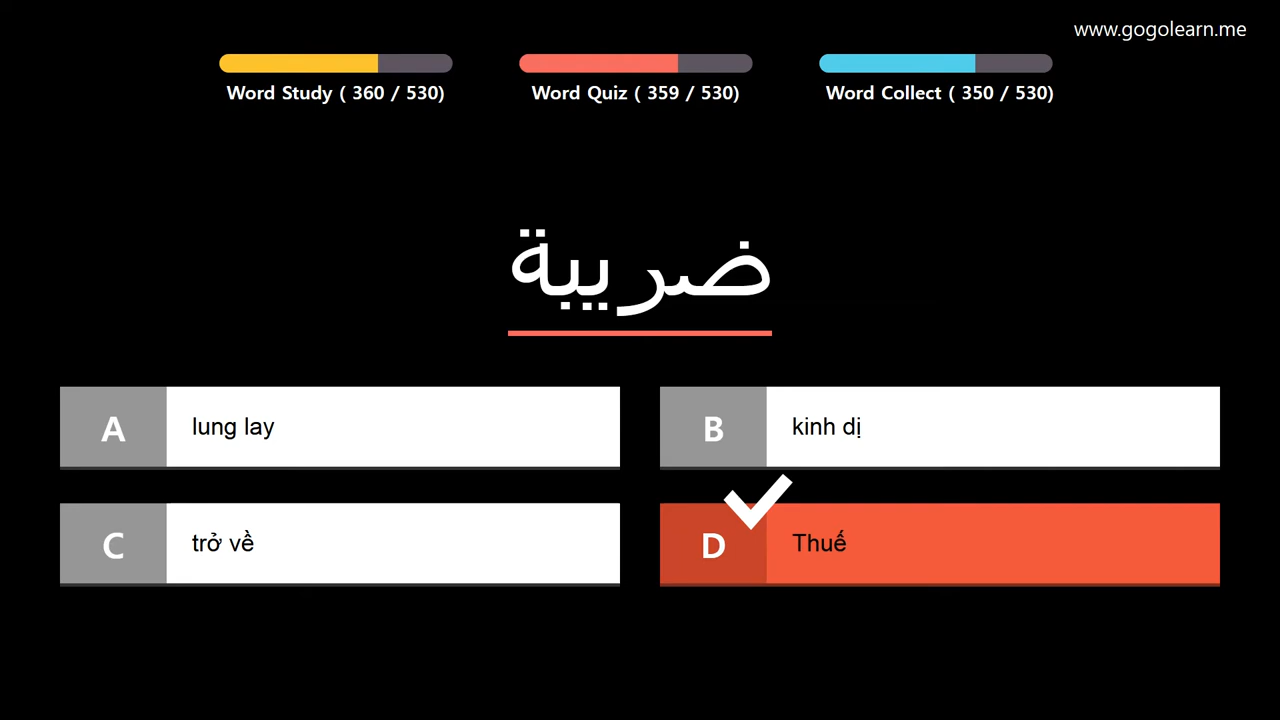 www.gogolearn.me
Word Study ( 360 / 530)
Word Quiz ( 359 / 530)
Word Collect ( 350 / 530)
ضريبة
A
lung lay
B
kinh dị
C
trở về
D
Thuế